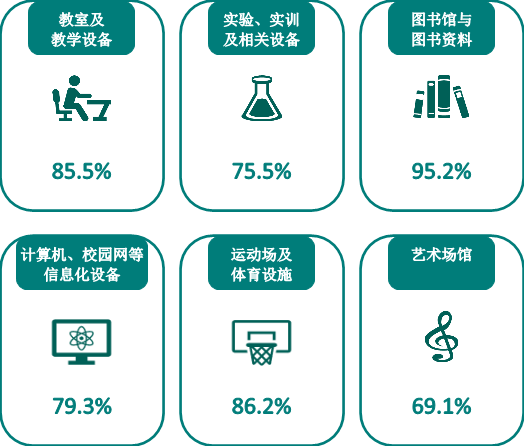 教室及
教学设备
85.5%
实验、实训
及相关设备
75.5%
图书馆与
图书资料
95.2%
计算机、校园网等
信息化设备
79.3%
运动场及
体育设施
86.2%
艺术场馆
69.1%